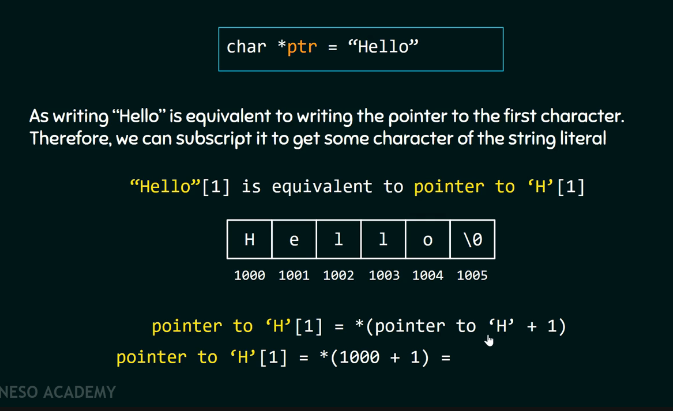 char *ptr = “Hello”
As writing “Hello” is equivalent to writing the pointer to the first character.
Therefore, we can subscript it to get some character of the string literal
“Hello”[1] is equivalent to pointer to ‘H’[1]
H e l l o \0
1000 1001 1002 1003 1004 1005
pointer to ‘H’[1] = *(pointer to ‘H’ + 1)
pointer to ‘H’[1] = *(1000 + 1) =
NESO ACADEMY